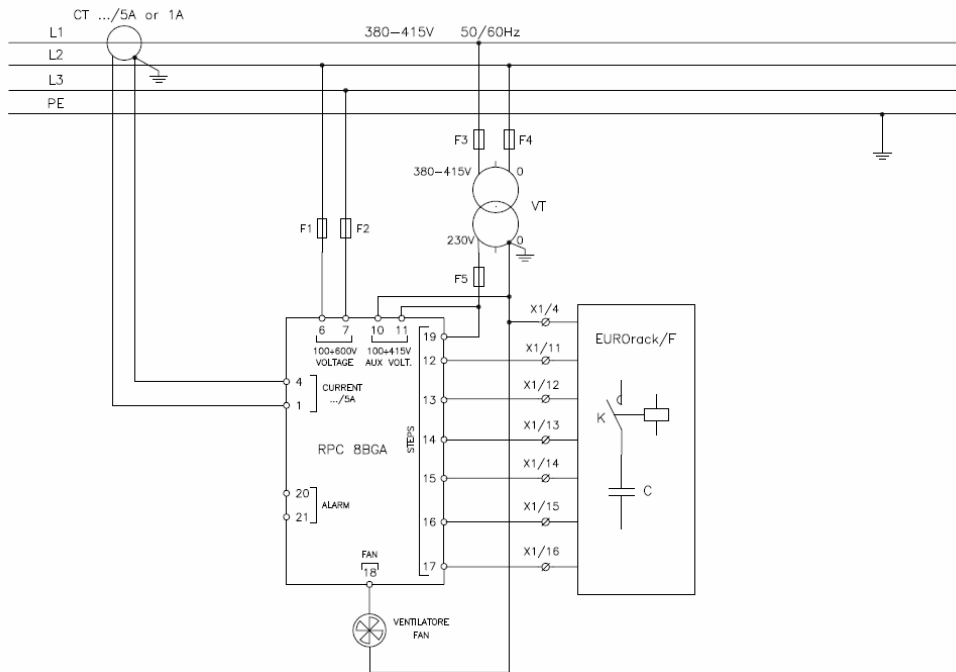 CT .../5A or 1A
L1
380-415V 50/60Hz
L2
L3
PE
F3
F4
380-415V
0
VT
F1
F2
230V
0
F5
6
7
10
11
100÷600V
VOLTAGE
100÷415V
AUX VOLT.
19
X1/4
EUROrack/F
12
X1/11
4
CURRENT
.../5A
1
13
X1/12
K
RPC 8BGA
STEPS
14
X1/13
15
X1/14
C
20
21
ALARM
16
X1/15
FAN
18
17
X1/16
VENTILATORE
FAN